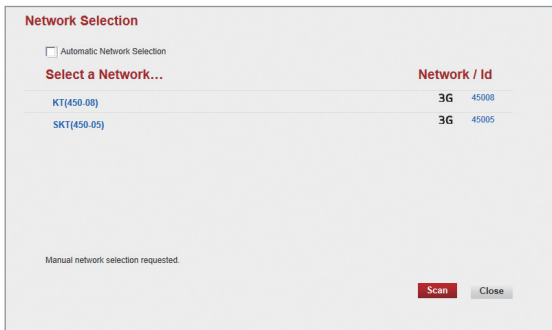 Network Selection
Automatic Network Selection
Select a Network... Network / Id
KT(450-08) 3G 45008
SKT(450-05) 3G 45005
Manual network selection requested.
Scan Close